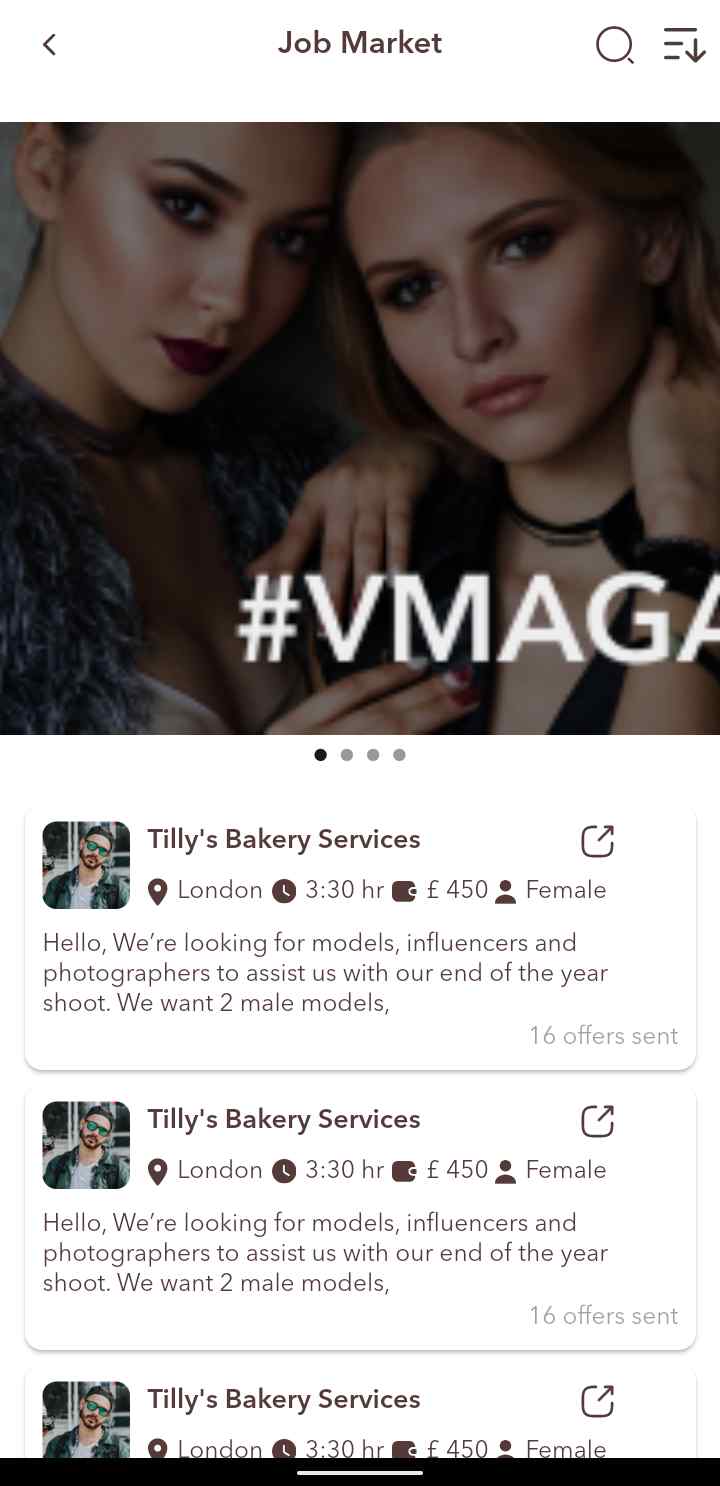 Job Market
#VMAGA
Tilly's Bakery Services
London 3:30 hr £ 450 Female
Hello, We’re looking for models, influencers and
photographers to assist us with our end of the year
shoot. We want 2 male models,
16 offers sent
Tilly's Bakery Services
London 3:30 hr £ 450 Female
Hello, We’re looking for models, influencers and
photographers to assist us with our end of the year
shoot. We want 2 male models,
16 offers sent
Tilly's Bakery Services
London 3:30 hr £ 450 Female